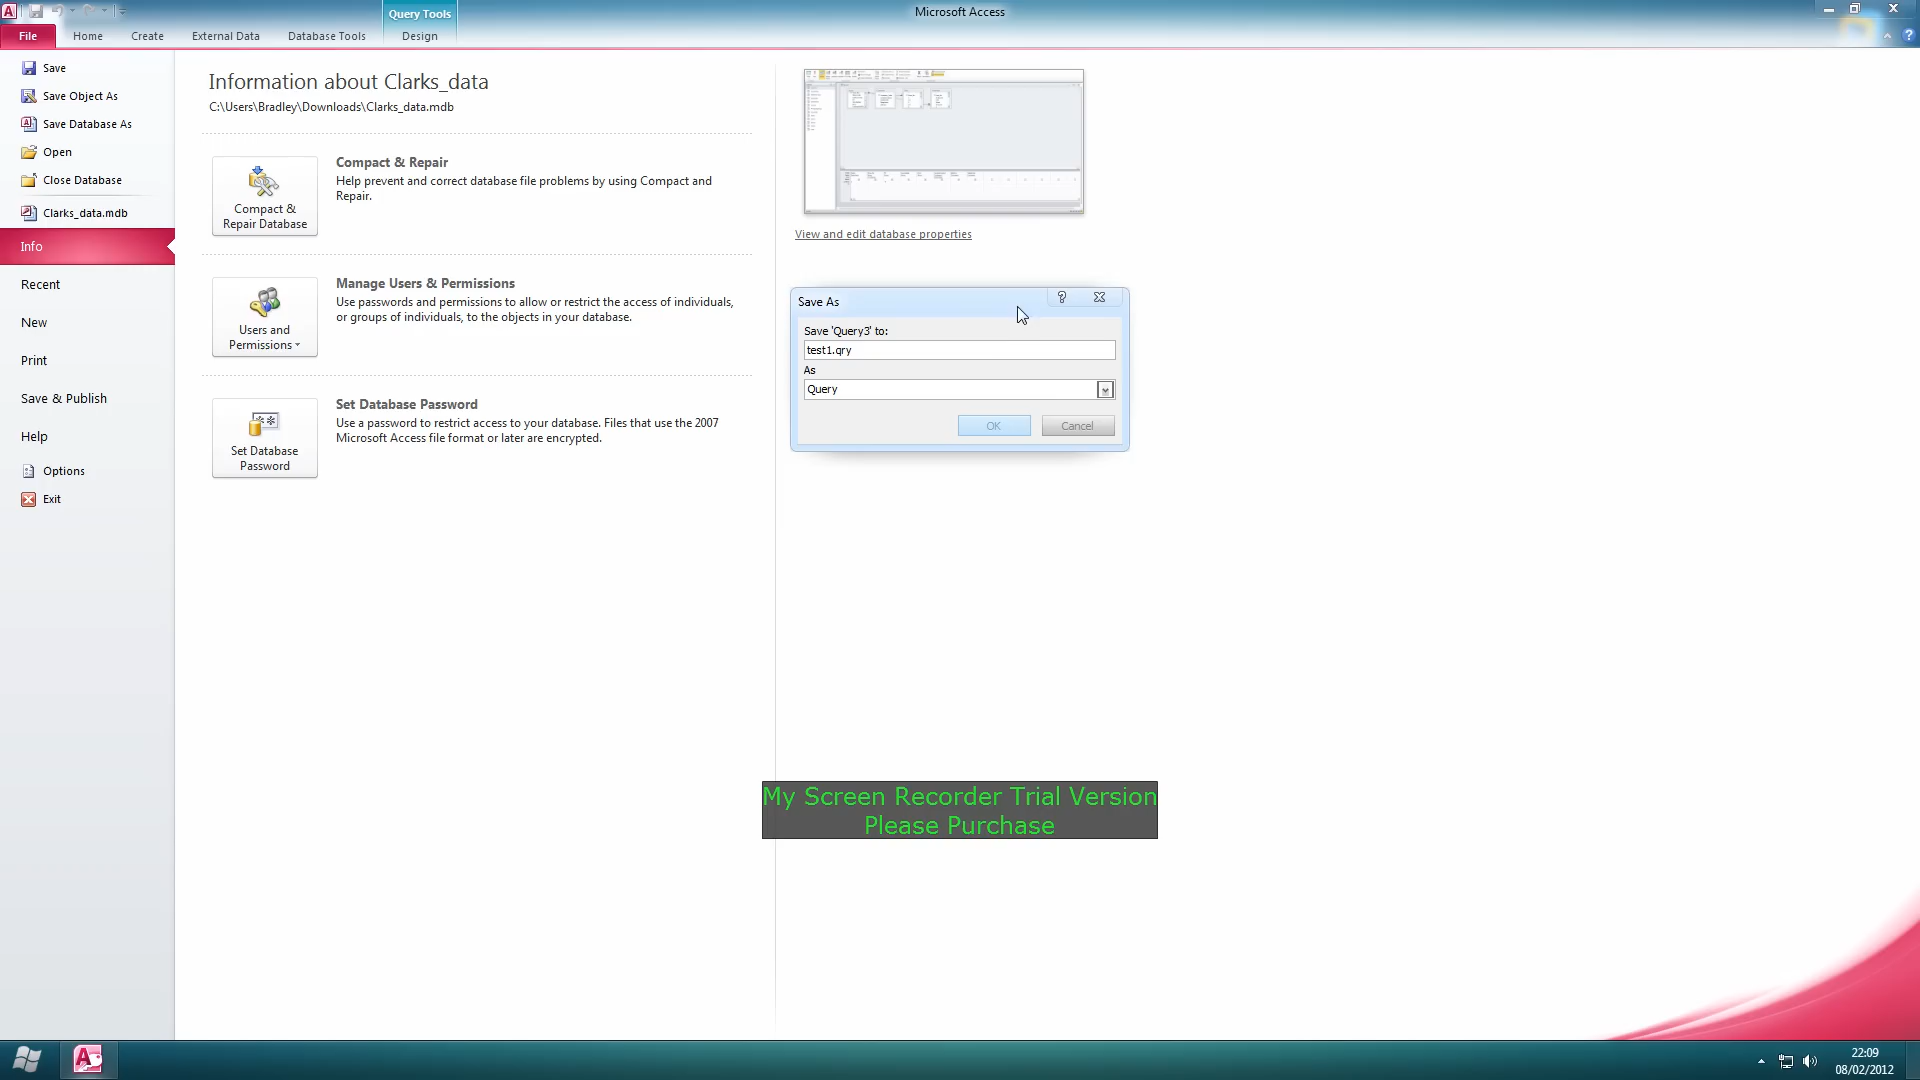 Query Tools
Microsoft Access
File
Home
Create
External Data
Database Tools
Design
Save
Save Object As
Save Database As
Open
Close Database
Clarks_data.mdb
Info
Recent
New
Print
Save & Publish
Help
Options
Exit
Information about Clarks_data
C:\Users\Bradley\Downloads\Clarks_data.mdb
Compact &
Repair Database
Compact & Repair
Help prevent and correct database file problems by using Compact and
Repair.
Users and
Permissions
Manage Users & Permissions
Use passwords and permissions to allow or restrict the access of individuals,
or groups of individuals, to the objects in your database.
Set Database
Password
Set Database Password
Use a password to restrict access to your database. Files that use the 2007
Microsoft Access file format or later are encrypted.
View and edit database properties
Save As
Save 'Query3' to:
test1.qry
As
Query
OK
Cancel
My Screen Recorder Trial Version
Please Purchase
22:09
08/02/2012